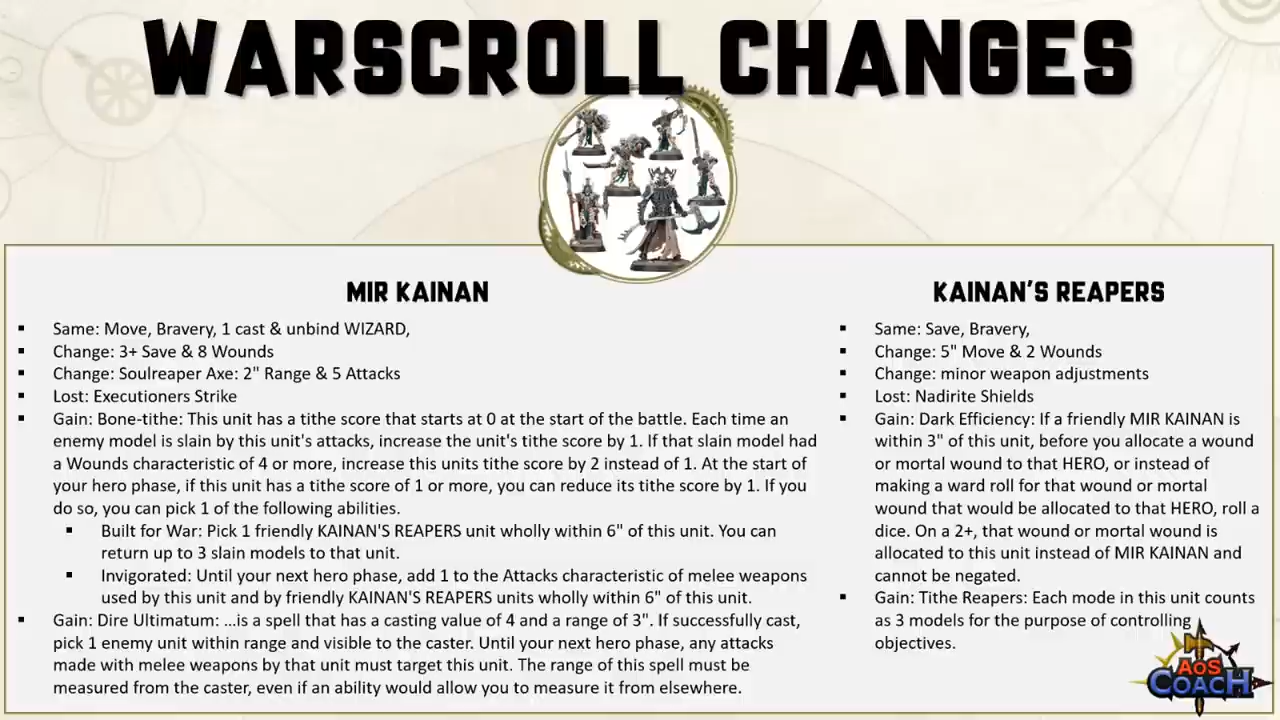 WARSCROLL CHANGES
MIR KAINAN
▪ Same: Move, Bravery, 1 cast & unbind WIZARD,
▪ Change: 3+ Save & 8 Wounds
▪ Change: Soulreaper Axe: 2" Range & 5 Attacks
▪ Lost: Executioners Strike
▪ Gain: Bone-tithe: This unit has a tithe score that starts at 0 at the start of the battle. Each time an
enemy model is slain by this unit's attacks, increase the unit's tithe score by 1. If that slain model had
a Wounds characteristic of 4 or more, increase this units tithe score by 2 instead of 1. At the start of
your hero phase, if this unit has a tithe score of 1 or more, you can reduce its tithe score by 1. If you
do so, you can pick 1 of the following abilities.
▪ Built for War: Pick 1 friendly KAINAN'S REAPERS unit wholly within 6" of this unit. You can
return up to 3 slain models to that unit.
▪ Invigorated: Until your next hero phase, add 1 to the Attacks characteristic of melee weapons
used by this unit and by friendly KAINAN'S REAPERS units wholly within 6" of this unit.
▪ Gain: Dire Ultimatum: …is a spell that has a casting value of 4 and a range of 3". If successfully cast,
pick 1 enemy unit within range and visible to the caster. Until your next hero phase, any attacks
made with melee weapons by that unit must target this unit. The range of this spell must be
measured from the caster, even if an ability would allow you to measure it from elsewhere.
KAINAN'S REAPERS
▪ Same: Save, Bravery,
▪ Change: 5" Move & 2 Wounds
▪ Change: minor weapon adjustments
▪ Lost: Nadirite Shields
▪ Gain: Dark Efficiency: If a friendly MIR KAINAN is
within 3" of this unit, before you allocate a wound
or mortal wound to that HERO, or instead of
making a ward roll for that wound or mortal
wound that would be allocated to that HERO, roll a
dice. On a 2+, that wound or mortal wound is
allocated to this unit instead of MIR KAINAN and
cannot be negated.
▪ Gain: Tithe Reapers: Each mode in this unit counts
as 3 models for the purpose of controlling
objectives.
AoS
COACH